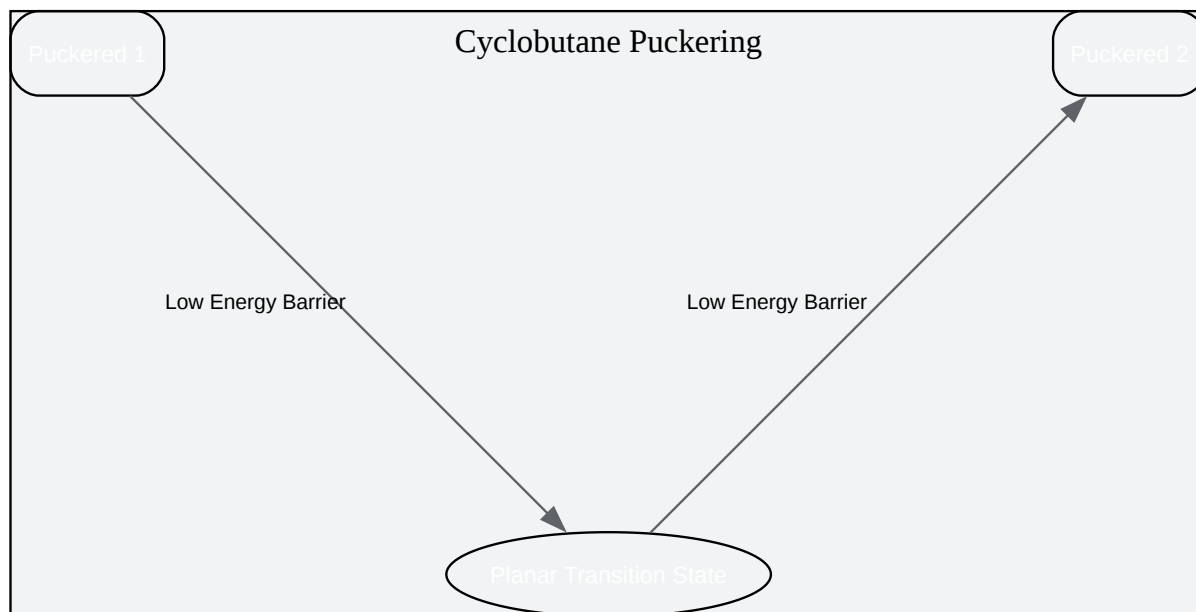 Puckered 1
Cyclobutane Puckering
Puckered 2
Low Energy Barrier
Low Energy Barrier
Planar Transition State